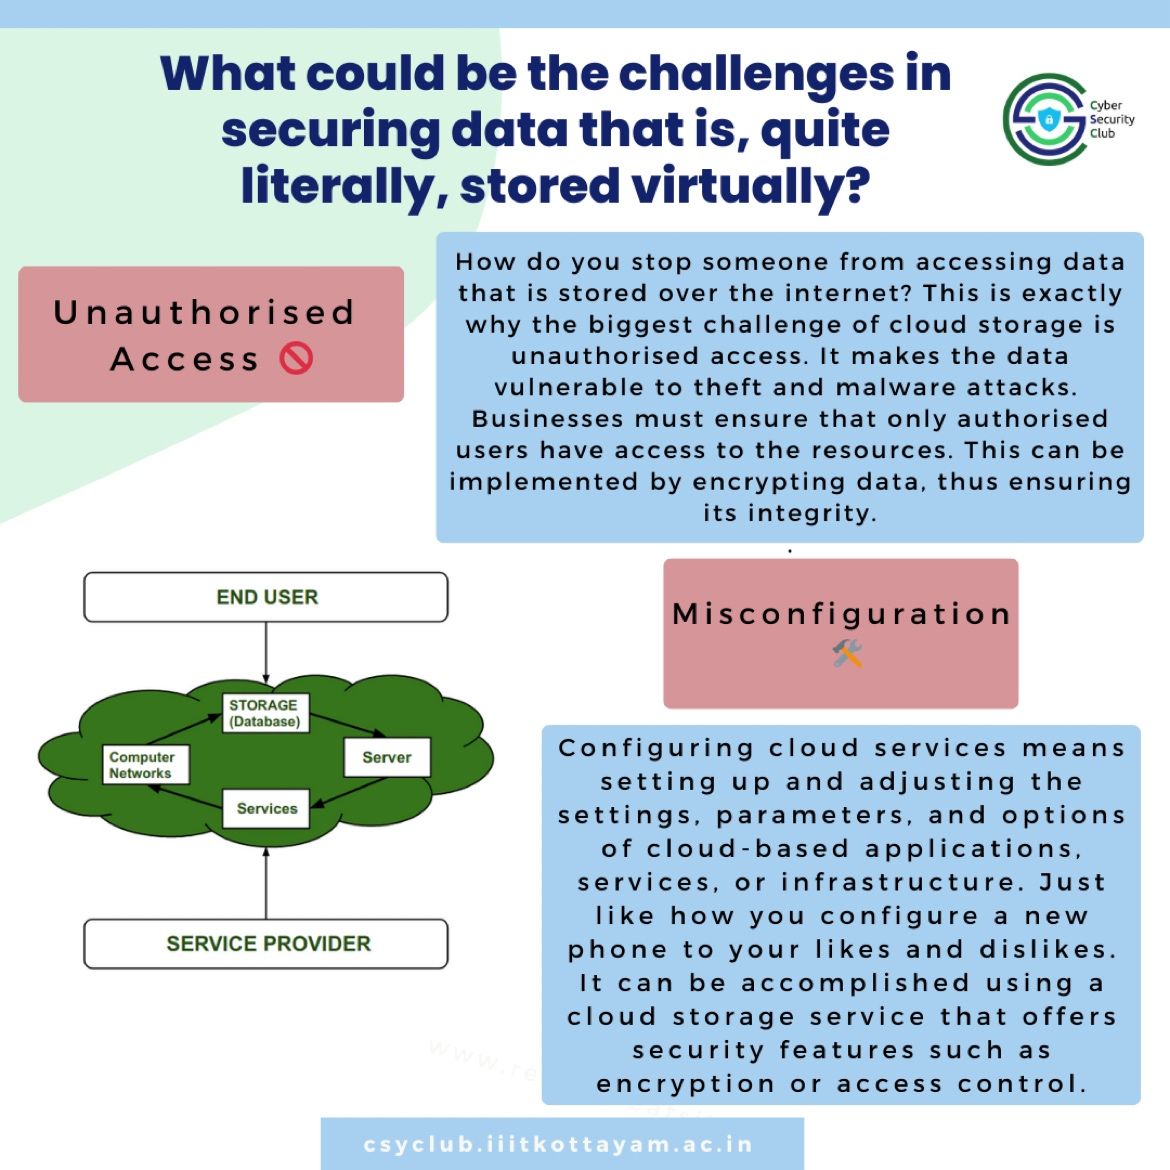 What could be the challenges in
securing data that is, quite
literally, stored virtually?
Cyber
Security
Club
Unauthorised
Access
How do you stop someone from accessing data
that is stored over the internet? This is exactly
why the biggest challenge of cloud storage is
unauthorised access. It makes the data
vulnerable to theft and malware attacks.
Businesses must ensure that only authorised
users have access to the resources. This can be
implemented by encrypting data, thus ensuring
its integrity.
.
END USER
STORAGE
(Database)
Computer
Networks
Server
Services
SERVICE PROVIDER
Misconfiguration
Configuring cloud services means
setting up and adjusting the
settings, parameters, and options
of cloud-based applications,
services, or infrastructure. Just
like how you configure a new
phone to your likes and dislikes.
It can be accomplished using a
cloud storage service that offers
security features such as
encryption or access control.
csyclub.iiitkottayam.ac.in